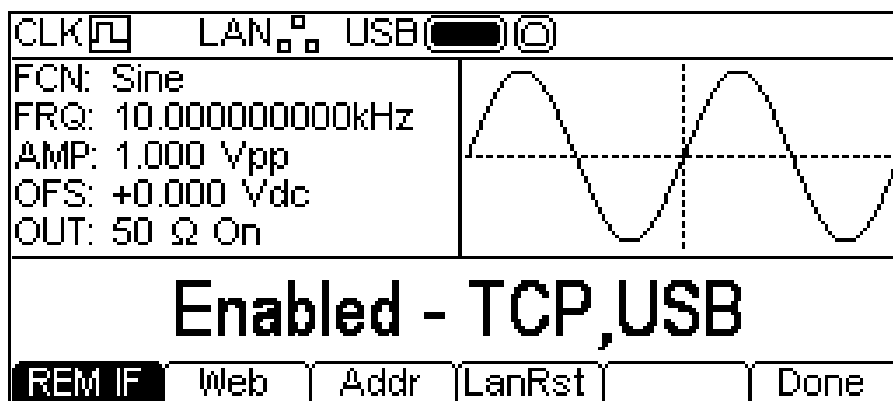 CLK LAN USB
FCN: Sine
FRQ: 10.000000000kHz
AMP: 1.000 Vpp
OFS: +0.000 Vdc
OUT: 50 Ω On
Enabled - TCP,USB
REM IF Web Addr LanRst Done